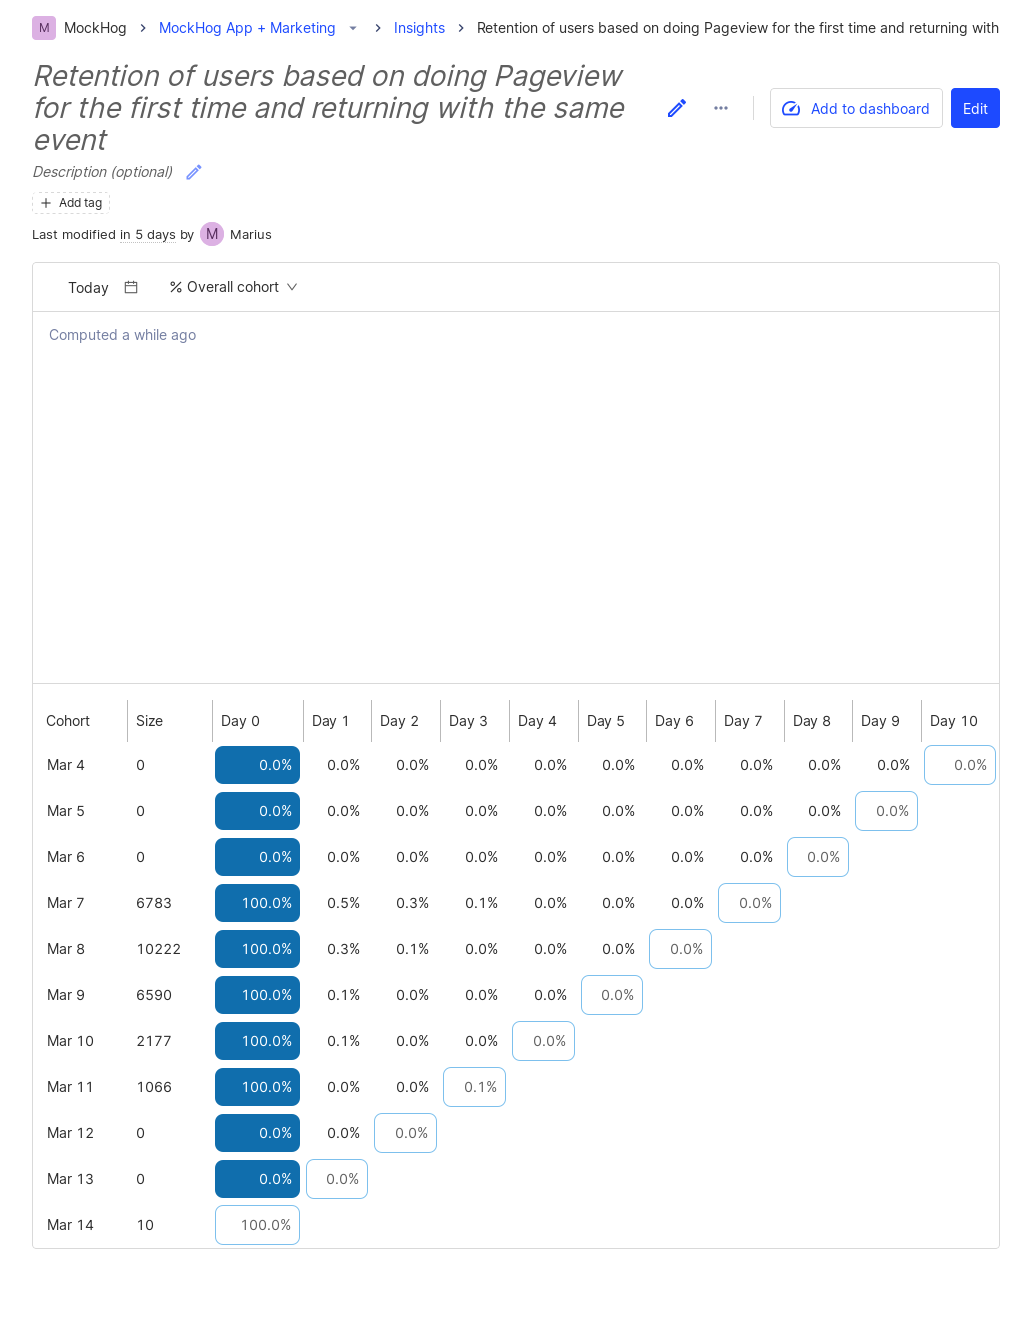 M MockHog > MockHog App + Marketing > Insights > Retention of users based on doing Pageview for the first time and returning with
Retention of users based on doing Pageview
for the first time and returning with the same
event
Add to dashboard
Edit
Description (optional)
Add tag
Last modified in 5 days by M Marius
Today % Overall cohort
Computed a while ago
Cohort Size Day 0 Day 1 Day 2 Day 3 Day 4 Day 5 Day 6 Day 7 Day 8 Day 9 Day 10
Mar 4 0 0.0% 0.0% 0.0% 0.0% 0.0% 0.0% 0.0% 0.0% 0.0% 0.0% 0.0%
Mar 5 0 0.0% 0.0% 0.0% 0.0% 0.0% 0.0% 0.0% 0.0% 0.0% 0.0%
Mar 6 0 0.0% 0.0% 0.0% 0.0% 0.0% 0.0% 0.0% 0.0% 0.0%
Mar 7 6783 100.0% 0.5% 0.3% 0.1% 0.0% 0.0% 0.0% 0.0%
Mar 8 10222 100.0% 0.3% 0.1% 0.0% 0.0% 0.0% 0.0%
Mar 9 6590 100.0% 0.1% 0.0% 0.0% 0.0% 0.0%
Mar 10 2177 100.0% 0.1% 0.0% 0.0% 0.0%
Mar 11 1066 100.0% 0.0% 0.0% 0.1%
Mar 12 0 0.0% 0.0% 0.0%
Mar 13 0 0.0% 0.0%
Mar 14 10 100.0%